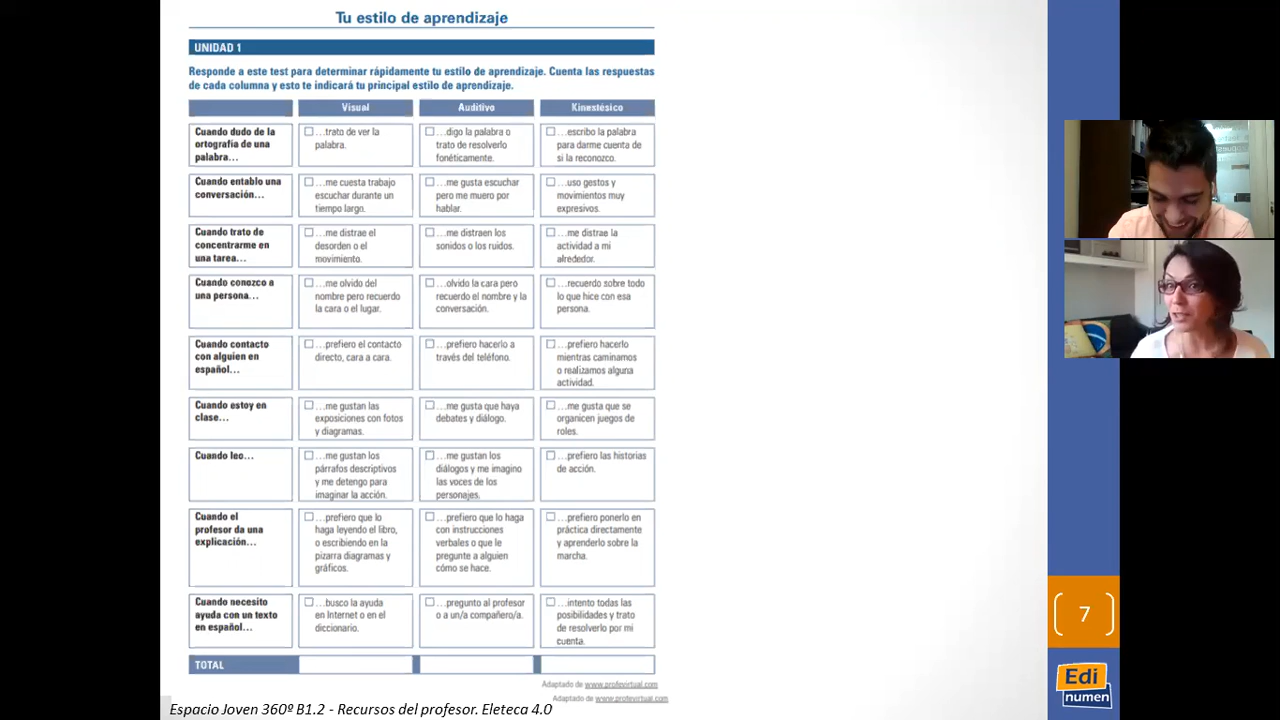 Tu estilo de aprendizaje
UNIDAD 1
Responde a este test para determinar rápidamente tu estilo de aprendizaje. Cuenta las respuestas
de cada columna y esto te indicará tu principal estilo de aprendizaje.
Visual
Auditivo
Kinestésico
Cuando dudo de la
ortografía de una
palabra…
…trato de ver la
palabra.
…digo la palabra o
trato de resolverlo
fonéticamente.
…escribo la palabra
para darme cuenta de
si la reconozco.
Cuando entablo una
conversación…
…me cuesta trabajo
escuchar durante un
tiempo largo.
…me gusta escuchar
pero me muero por
hablar.
…uso gestos y
movimientos muy
expresivos.
Cuando trato de
concentrarme en
una tarea…
…me distrae el
desorden o el
movimiento.
…me distraen los
sonidos o los ruidos.
…me distrae la
actividad a mi
alrededor.
Cuando conozco a
una persona…
…me olvido del
nombre pero recuerdo
la cara o el lugar.
…olvido la cara pero
recuerdo el nombre y la
conversación.
…recuerdo sobre todo
lo que hice con esa
persona.
Cuando contacto
con alguien en
español…
…prefiero el contacto
directo, cara a cara.
…prefiero hacerlo a
través del teléfono.
…prefiero hacerlo
mientras caminamos
o realizamos alguna
actividad.
Cuando estoy en
clase…
…me gustan las
exposiciones con fotos
y diagramas.
…me gusta que haya
debates y diálogo.
…me gusta que se
organicen juegos de
roles.
Cuando leo…
…me gustan los
párrafos descriptivos
y me detengo para
imaginar la acción.
…me gustan los
diálogos y me imagino
las voces de los
personajes.
…prefiero las historias
de acción.
Cuando el
profesor da una
explicación…
…prefiero que lo
haga leyendo el libro,
o escribiendo en la
pizarra diagramas y
gráficos.
…prefiero que lo haga
con instrucciones
verbales o que le
pregunte a alguien
cómo se hace.
…prefiero ponerlo en
práctica directamente
y aprenderlo sobre la
marcha.
Cuando necesito
ayuda con un texto
en español…
…busco la ayuda
en Internet o en el
diccionario.
…pregunto al profesor
o a un/a compañero/a.
…intento todas las
posibilidades y trato
de resolverlo por mi
cuenta.
TOTAL
Adaptado de www.profevirtual.com
Adaptado de www.profevirtual.com
Espacio Joven 360º B1.2 - Recursos del profesor. Eleteca 4.0
7
Edi
numen